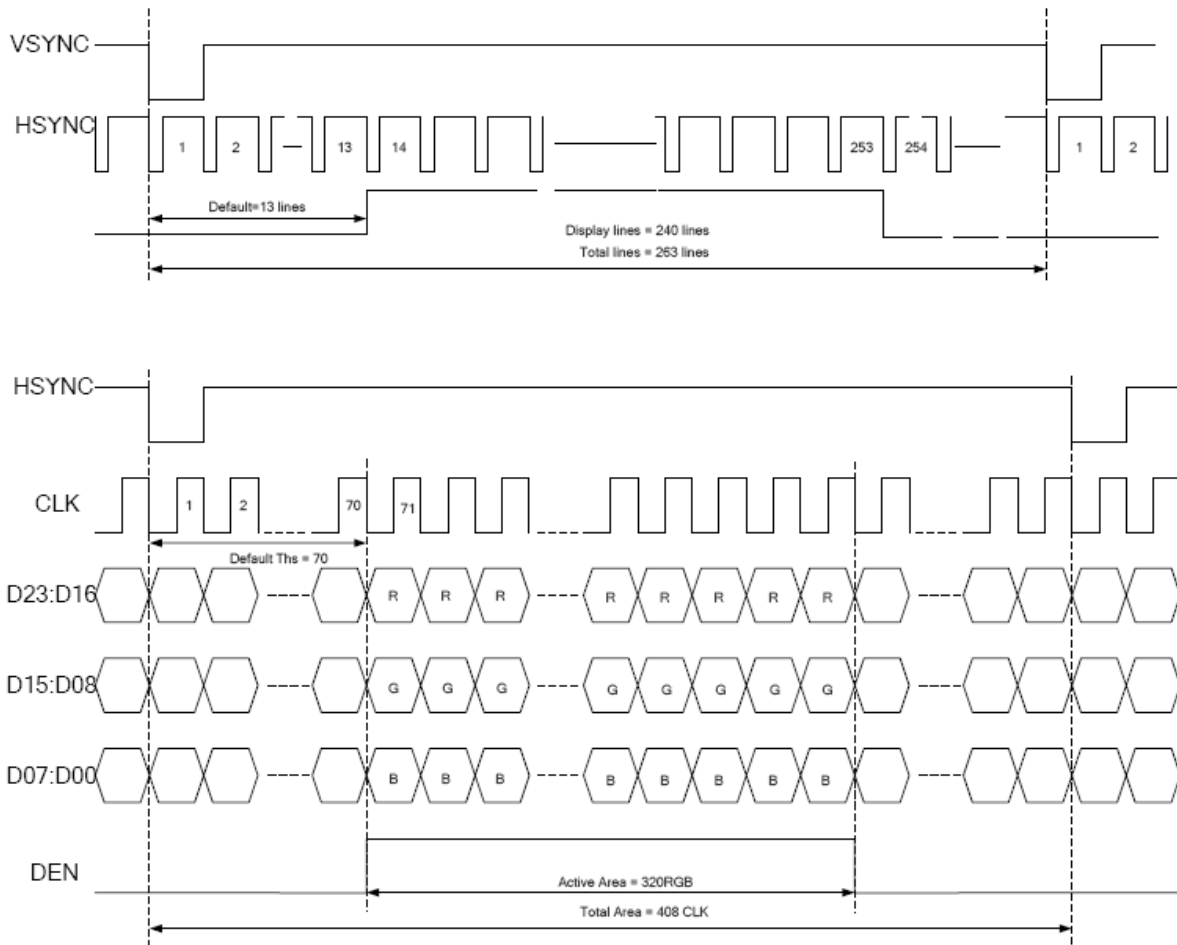 VSYNC
HSYNC
1 2 13 14 253 254 1 2
Default=13 lines
Display lines = 240 lines
Total lines = 263 lines
HSYNC
CLK
1 2 70 71
Default Ths = 70
D23:D16
R R R R R R R R
D15:D08
G G G G G G G G
D07:D00
B B B B B B B B
DEN
Active Area = 320RGB
Total Area = 408 CLK